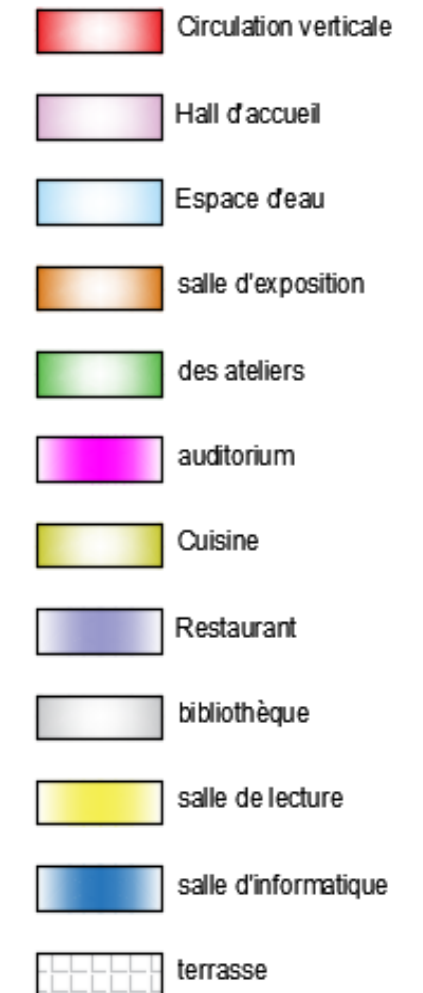 Circulation verticale
Hall d'accueil
Espace d'eau
salle d'exposition
des ateliers
auditorium
Cuisine
Restaurant
bibliothèque
salle de lecture
salle d'informatique
terrasse